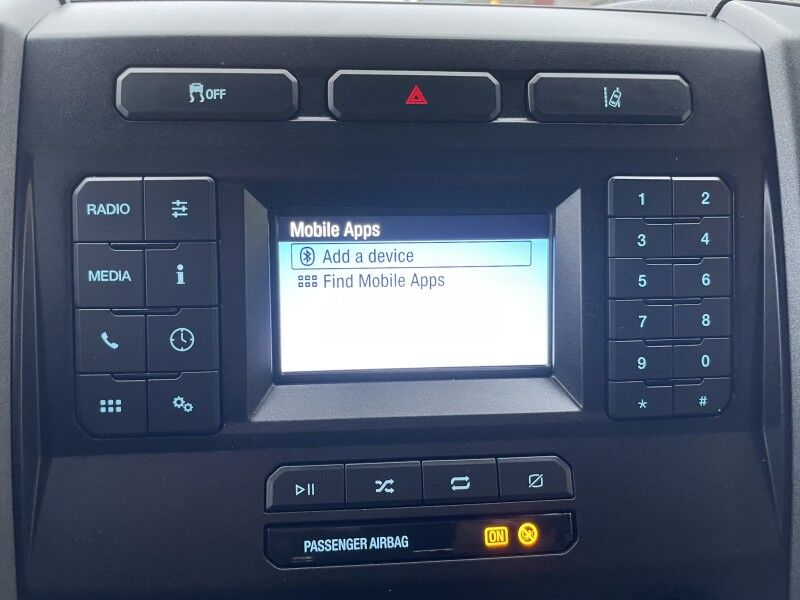 OFF
RADIO
MEDIA
i
Mobile Apps
Add a device
Find Mobile Apps
1 2
3 4
5 6
7 8
9 0
* #
PASSENGER AIRBAG ON